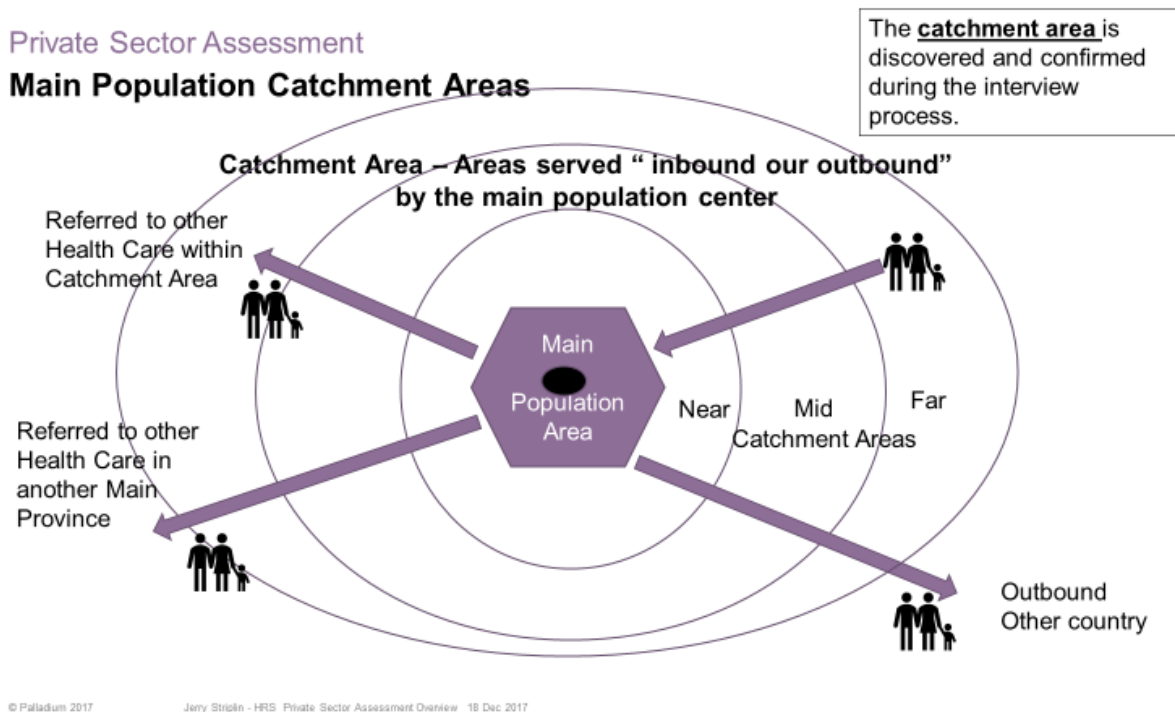 Private Sector Assessment
Main Population Catchment Areas
The catchment area is
discovered and confirmed
during the interview
process.
Catchment Area – Areas served “ inbound our outbound”
by the main population center
Referred to other
Health Care within
Catchment Area
Main
Population
Area
Near
Mid
Far
Catchment Areas
Referred to other
Health Care in
another Main
Province
Outbound
Other country
© Palladium 2017
Jerry Striplin - HRS Private Sector Assessment Overview 18 Dec 2017